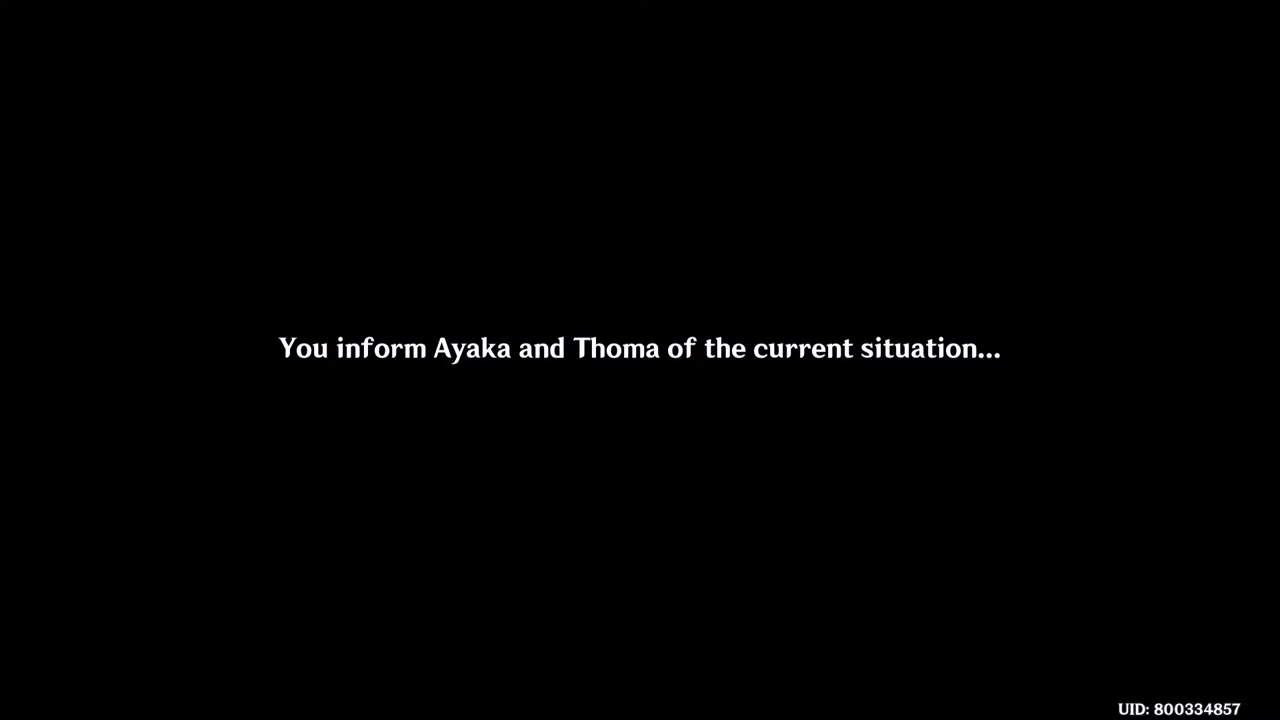 You inform Ayaka and Thoma of the current situation...
UID: 800334857